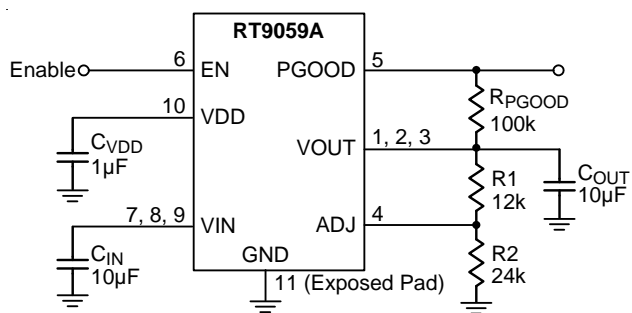 RT9059A
Enable
6
EN
PGOOD
5
RPGOOD
100k
10
VDD
CVDD
1µF
VOUT
1, 2, 3
COUT
10µF
R1
12k
7, 8, 9
VIN
ADJ
4
CIN
10µF
R2
24k
GND
11 (Exposed Pad)